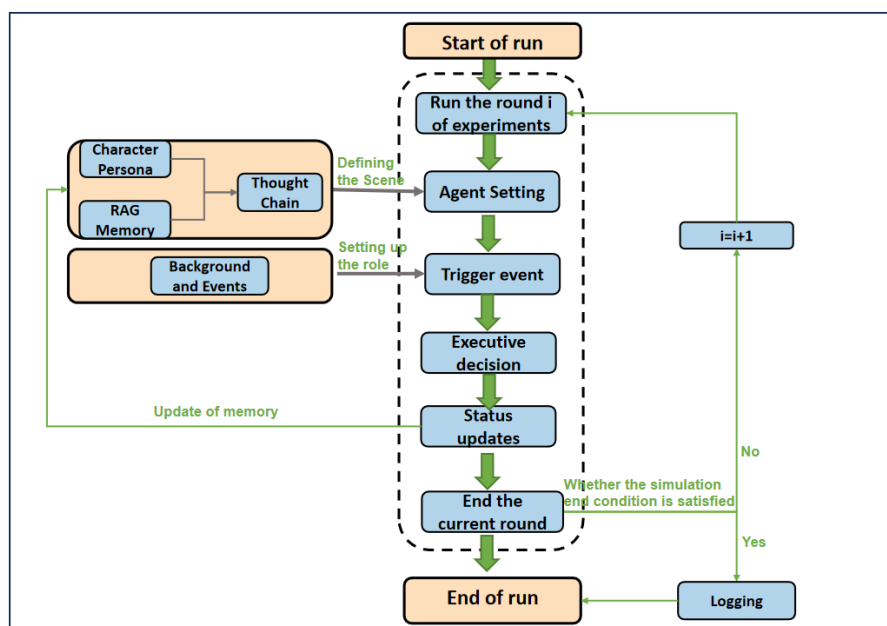 Start of run
Run the round i
of experiments
Character
Persona
Thought
Chain
RAG
Memory
Defining
the Scene
Agent Setting
i=i+1
Setting up
the role
Background
and Events
Trigger event
Executive
decision
Update of memory
Status
updates
No
Whether the simulation
end condition is satisfied
End the
current round
Yes
End of run
Logging